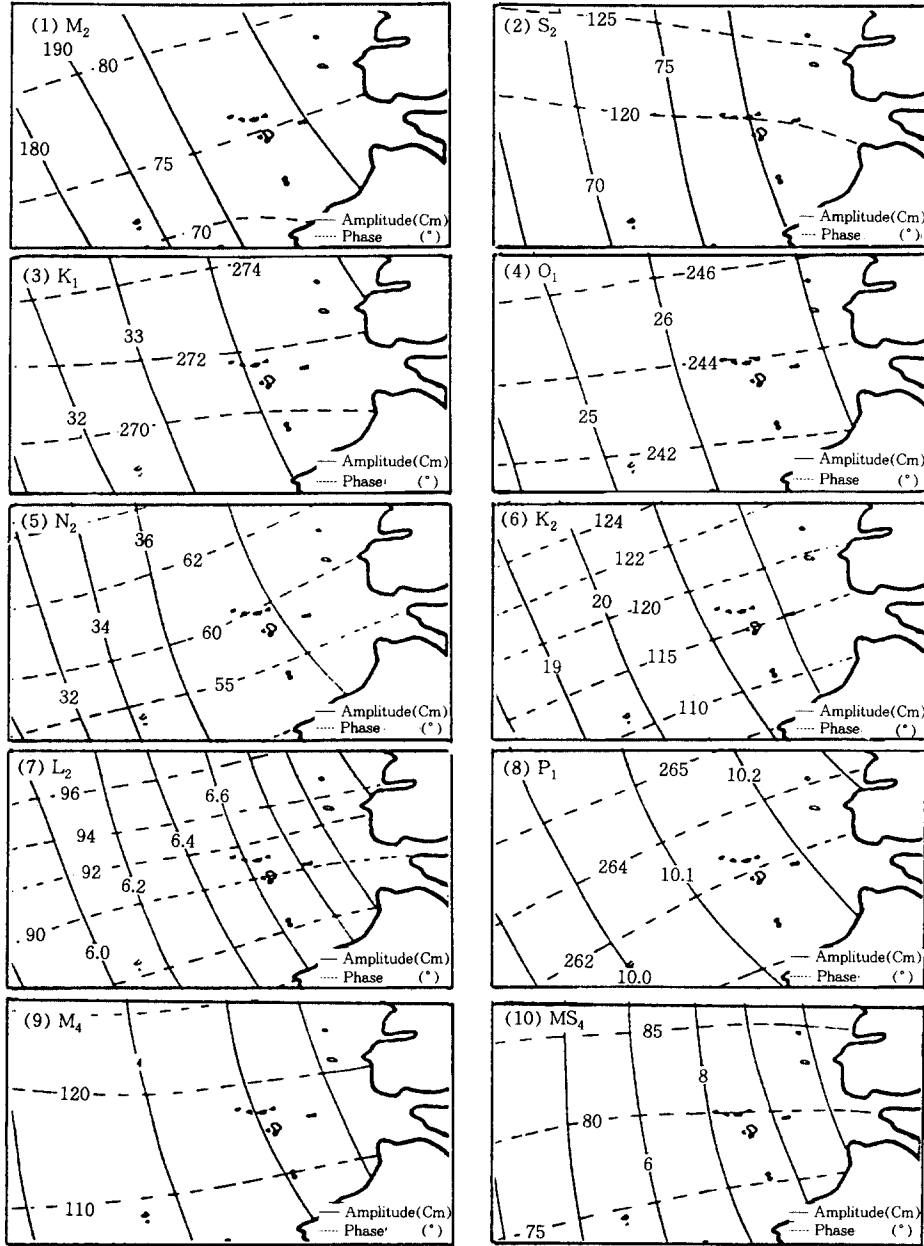 (1) M₂
190
80
180
75
70
Amplitude(Cm)
Phase (°)
(2) S₂
125
75
120
70
Amplitude(Cm)
Phase (°)
(3) K₁
274
33
272
32
270
Amplitude(Cm)
Phase (°)
(4) O₁
246
26
244
25
242
Amplitude(Cm)
Phase (°)
(5) N₂
36
62
34
60
32
55
Amplitude(Cm)
Phase (°)
(6) K₂
124
122
20
120
19
115
110
Amplitude(Cm)
Phase (°)
(7) L₂
96
6.6
94
6.4
92
6.2
90
6.0
Amplitude(Cm)
Phase (°)
(8) P₁
265
10.2
264
10.1
262
10.0
Amplitude(Cm)
Phase (°)
(9) M₄
120
110
Amplitude(Cm)
Phase (°)
(10) MS₄
85
8
80
6
75
Amplitude(Cm)
Phase (°)